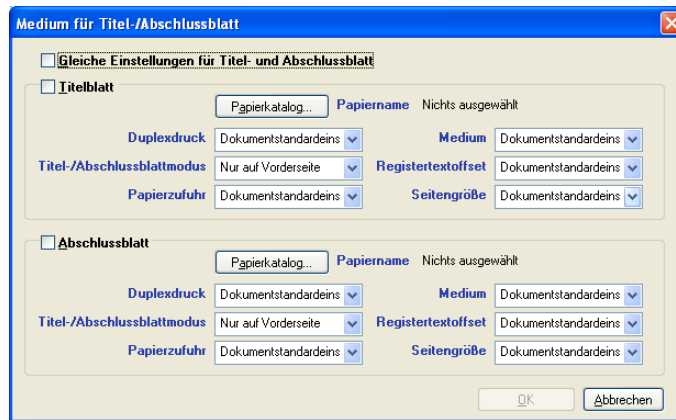 Medium für Titel-/Abschlussblatt
Gleiche Einstellungen für Titel- und Abschlussblatt
Titelblatt
Papierkatalog... Papiername Nichts ausgewählt
Duplexdruck Dokumentstandardeins Medium Dokumentstandardeins
Titel-/Abschlussblattmodus Nur auf Vorderseite Registertextoffset Dokumentstandardeins
Papierzufuhr Dokumentstandardeins Seitengröße Dokumentstandardeins
Abschlussblatt
Papierkatalog... Papiername Nichts ausgewählt
Duplexdruck Dokumentstandardeins Medium Dokumentstandardeins
Titel-/Abschlussblattmodus Nur auf Vorderseite Registertextoffset Dokumentstandardeins
Papierzufuhr Dokumentstandardeins Seitengröße Dokumentstandardeins
OK Abbrechen